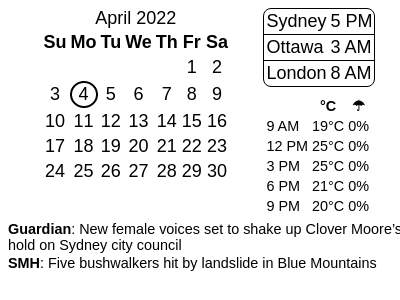 April 2022
Su Mo Tu We Th Fr Sa
1 2
3 4 5 6 7 8 9
10 11 12 13 14 15 16
17 18 19 20 21 22 23
24 25 26 27 28 29 30
Sydney 5 PM
Ottawa 3 AM
London 8 AM
°C ☂
9 AM 19°C 0%
12 PM 25°C 0%
3 PM 25°C 0%
6 PM 21°C 0%
9 PM 20°C 0%
Guardian: New female voices set to shake up Clover Moore's
hold on Sydney city council
SMH: Five bushwalkers hit by landslide in Blue Mountains